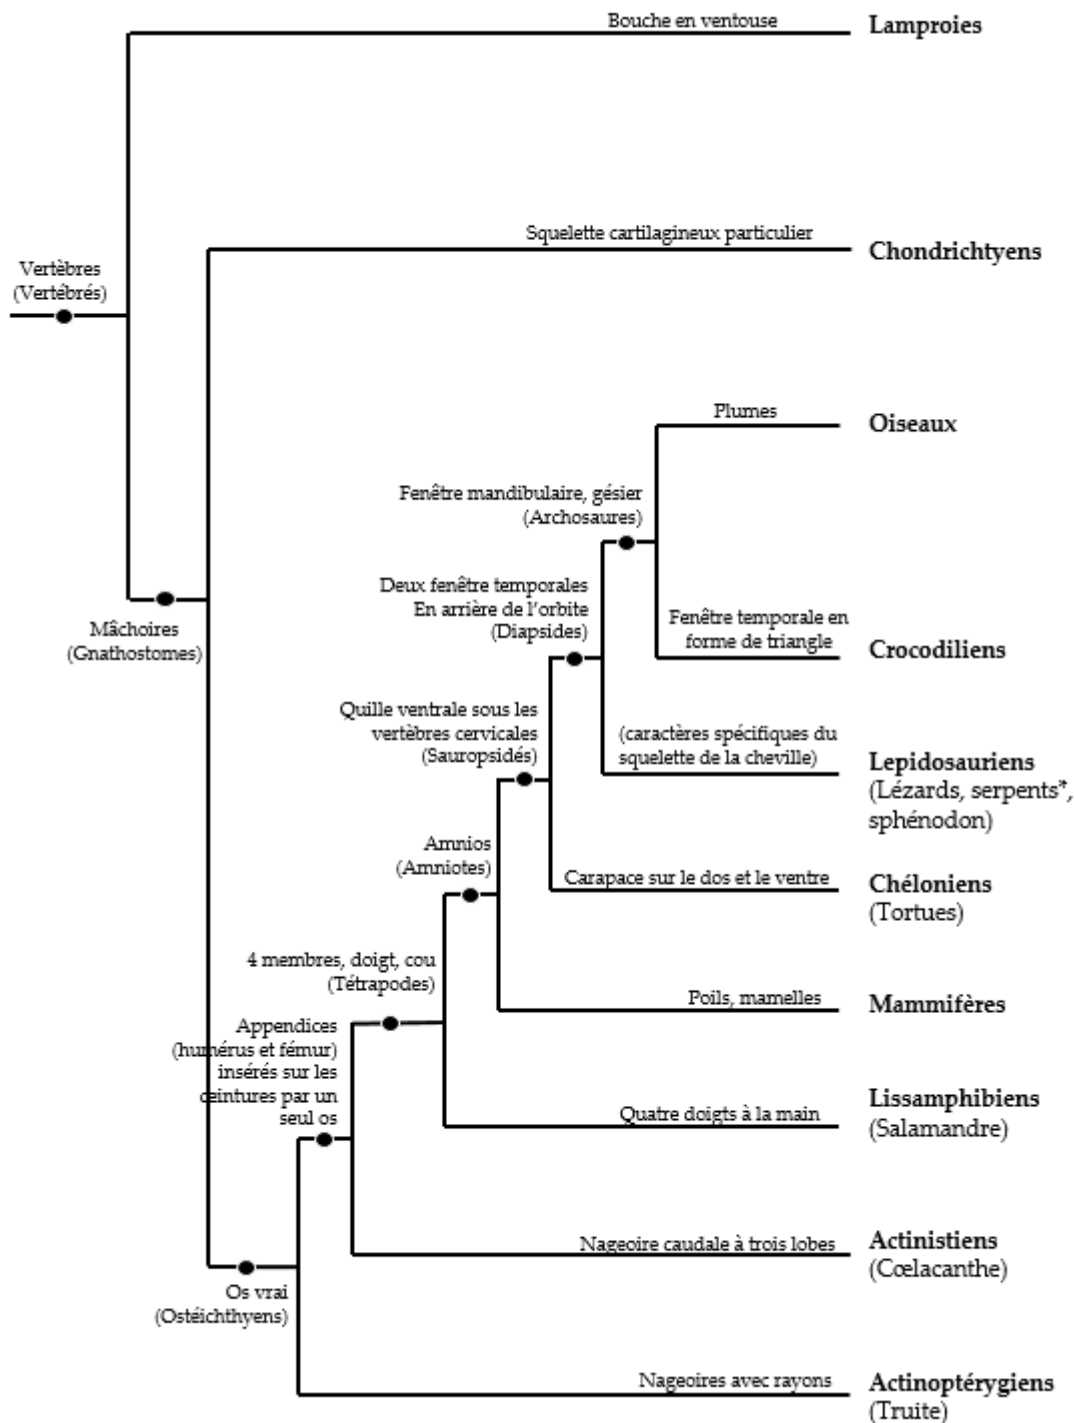 Bouche en ventouse
Lamproies
Squelette cartilagineux particulier
Chondrichtyens
Vertèbres
(Vertébrés)
Plumes
Oiseaux
Fenêtre mandibulaire, gésier
(Archosaures)
Deux fenêtre temporales
En arrière de l'orbite
(Diapsides)
Mâchoires
(Gnathostomes)
Fenêtre temporale en
forme de triangle
Crocodiliens
Quille ventrale sous les
vertèbres cervicales
(Sauropsidés)
(caractères spécifiques du
squelette de la cheville)
Lepidosauriens
(Lézards, serpents*,
sphénodon)
Amnios
(Amniotes)
Carapace sur le dos et le ventre
Chéloniens
(Tortues)
4 membres, doigt, cou
(Tétrapodes)
Poils, mamelles
Mammifères
Appendices
(humérus et fémur)
insérés sur les
ceintures par un
seul os
Quatre doigts à la main
Lissamphibiens
(Salamandre)
Nageoire caudale à trois lobes
Actinistiens
(Cœlacanthe)
Os vrai
(Ostéichthyens)
Nageoires avec rayons
Actinoptérygiens
(Truite)